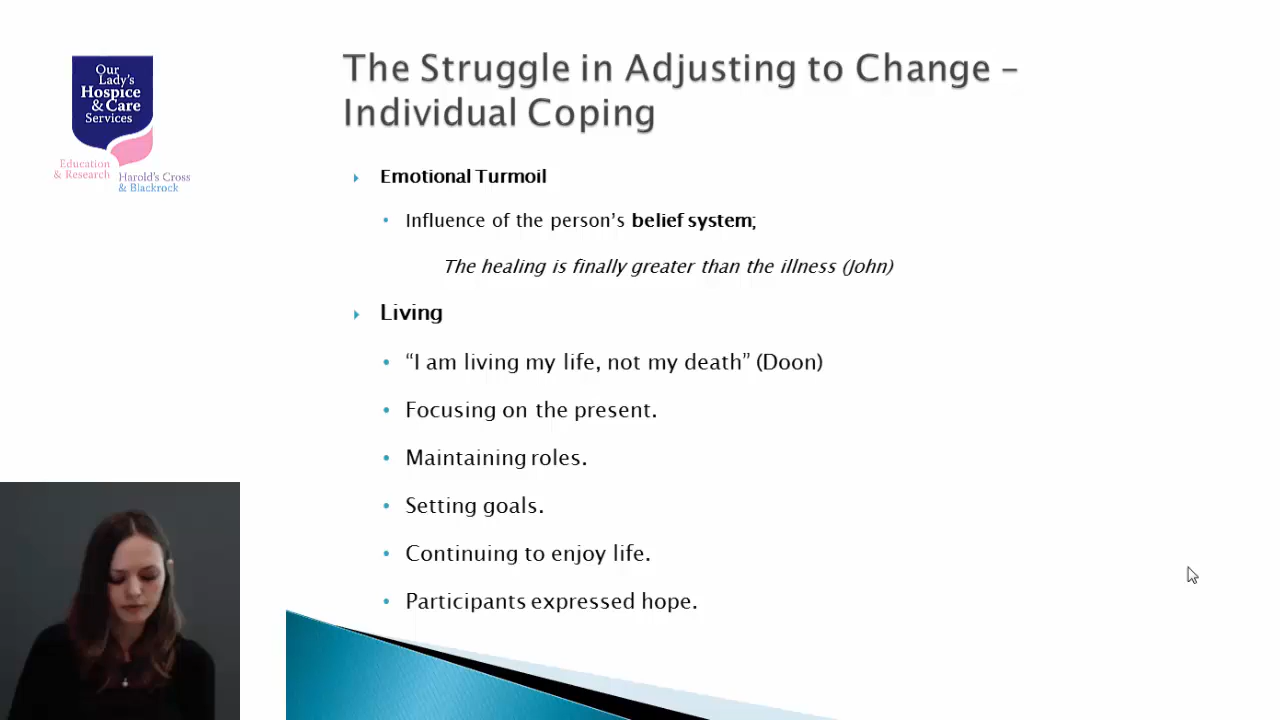 Our
Lady's
Hospice
& Care
Services
Education
& Research
Harold's Cross
& Blackrock
The Struggle in Adjusting to Change –
Individual Coping
Emotional Turmoil
Influence of the person’s belief system;
The healing is finally greater than the illness (John)
Living
“I am living my life, not my death” (Doon)
Focusing on the present.
Maintaining roles.
Setting goals.
Continuing to enjoy life.
Participants expressed hope.